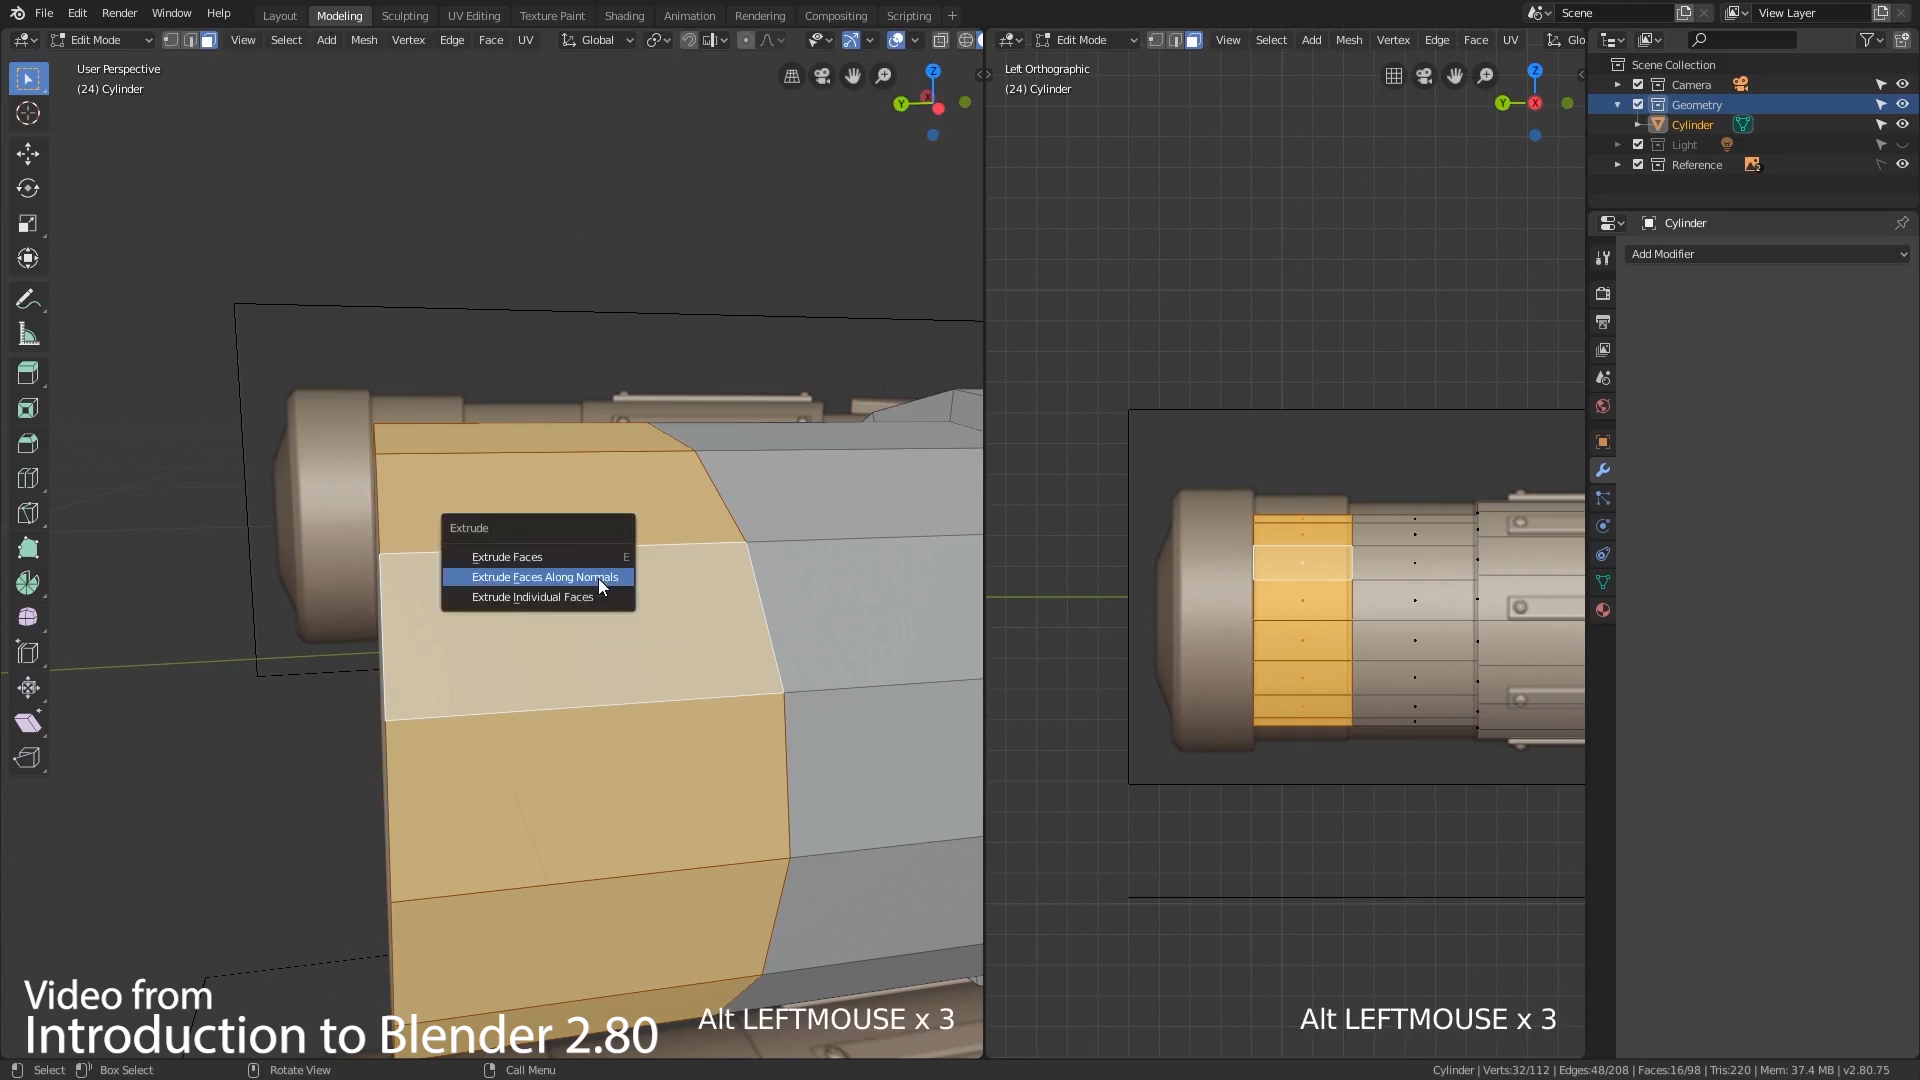 File Edit Render Window Help Layout Modeling Sculpting UV Editing Texture Paint Shading Animation Rendering Compositing Scripting + Scene View Layer
Edit Mode View Select Add Mesh Vertex Edge Face UV Global
Edit Mode View Select Add Mesh Vertex Edge Face UV Glo
User Perspective
(24) Cylinder
Z
Y
X
Left Orthographic
(24) Cylinder
Z
Y
X
Scene Collection
Camera
Geometry
Cylinder
Light
Reference
2
Cylinder
Add Modifier
Extrude
Extrude Faces E
Extrude Faces Along Normals
Extrude Individual Faces
Video from
Introduction to Blender 2.80
Alt LEFTMOUSE x 3
Alt LEFTMOUSE x 3
Select Box Select Rotate View Call Menu
Cylinder | Verts:32/112 | Edges:48/208 | Faces:16/98 | Tris:220 | Mem: 37.4 MB | v2.80.75